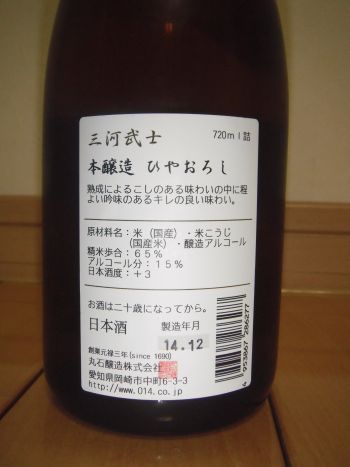 三河武士
720ml詰
本醸造 ひやおろし
熟成によるこしのある味わいの中に程
よい吟味のあるキレの良い味わい。
原材料名：米（国産）・米こうじ
（国産米）・醸造アルコール
精米歩合：65%
アルコール分：15%
日本酒度：+3
お酒は二十歳になってから。
日本酒 製造年月
14.12
創業元禄三年(since 1690)
丸石醸造株式会社
愛知県岡崎市中町6-3-3
http://www.014.co.jp
4 953867 286277